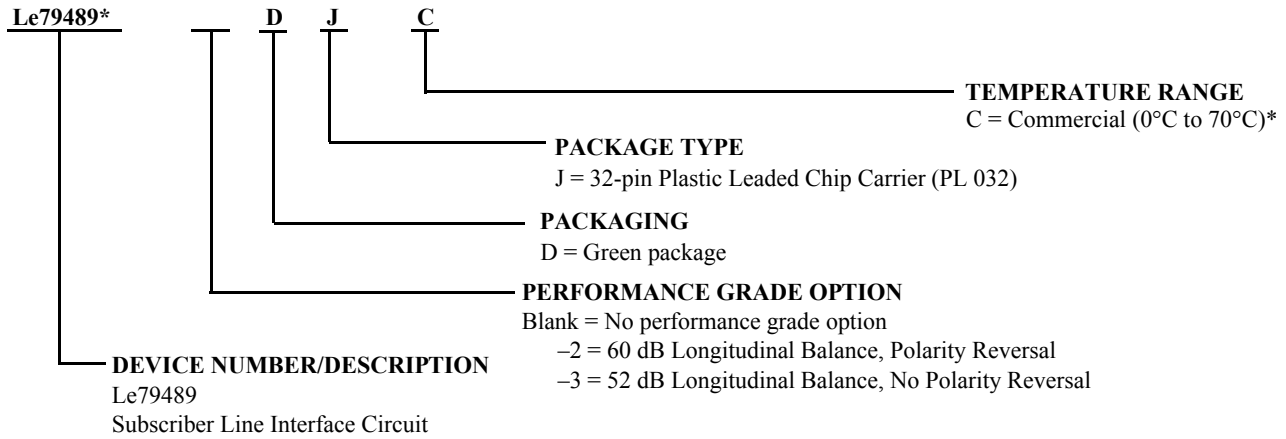 Le79489* D J C
TEMPERATURE RANGE
C = Commercial (0°C to 70°C)*
PACKAGE TYPE
J = 32-pin Plastic Leaded Chip Carrier (PL 032)
PACKAGING
D = Green package
PERFORMANCE GRADE OPTION
Blank = No performance grade option
–2 = 60 dB Longitudinal Balance, Polarity Reversal
–3 = 52 dB Longitudinal Balance, No Polarity Reversal
DEVICE NUMBER/DESCRIPTION
Le79489
Subscriber Line Interface Circuit